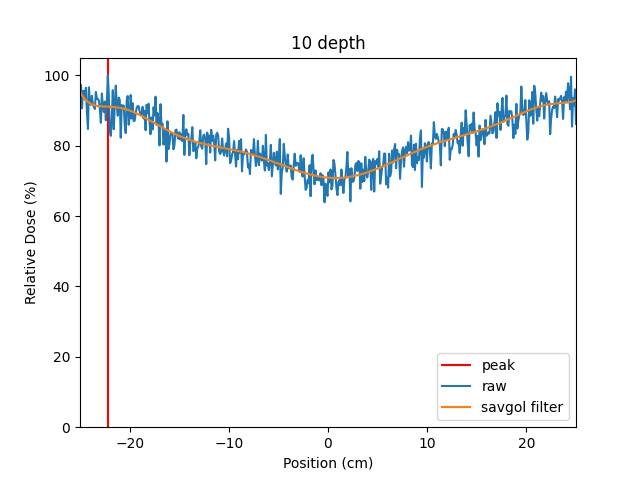 10 depth
Relative Dose (%)
100
80
60
40
20
0
−20
−10
0
10
20
Position (cm)
peak
raw
savgol filter